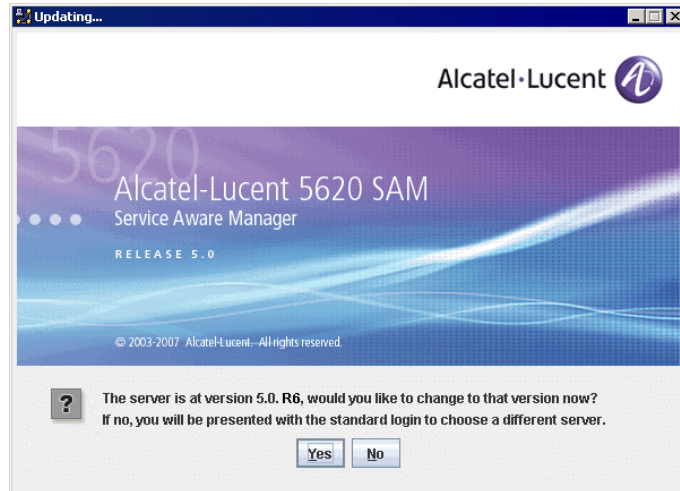 Updating...
Alcatel·Lucent
5620
Alcatel-Lucent 5620 SAM
Service Aware Manager
RELEASE 5.0
© 2003-2007 Alcatel-Lucent. All rights reserved.
The server is at version 5.0. R6, would you like to change to that version now?
If no, you will be presented with the standard login to choose a different server.
Yes No